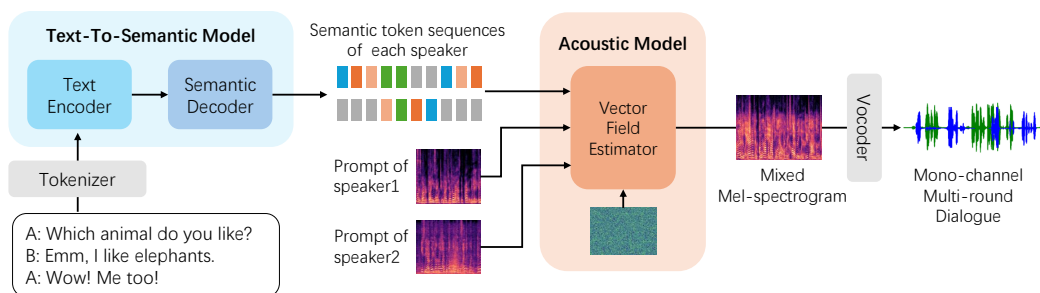 Text-To-Semantic Model
Text
Encoder
Semantic
Decoder
Tokenizer
A: Which animal do you like?
B: Emm, I like elephants.
A: Wow! Me too!
Semantic token sequences
of each speaker
Prompt of
speaker1
Prompt of
speaker2
Acoustic Model
Vector
Field
Estimator
Mixed
Mel-spectrogram
Vocoder
Mono-channel
Multi-round
Dialogue